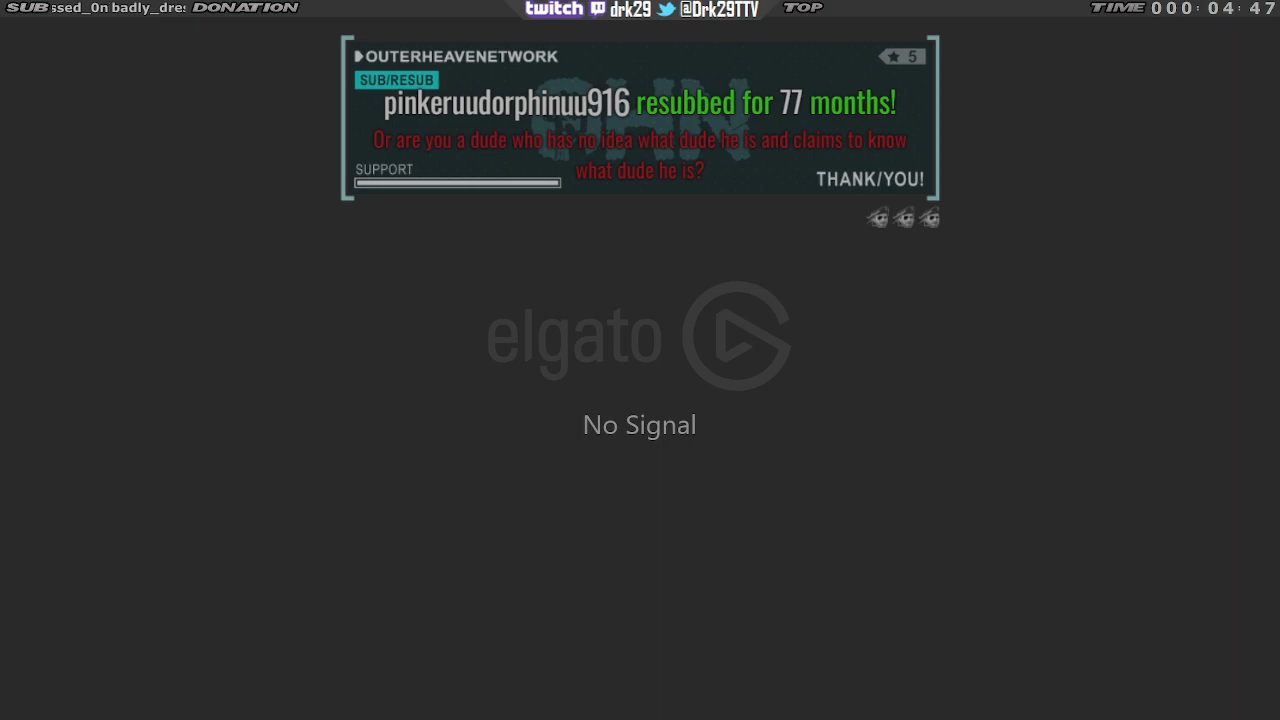 SUB ssed_0n badly_dre DONATION twitch drk29 @Drk29TTV TOP TIME 000:04:47
OUTERHEAVENETWORK 5
SUB/RESUB
pinkeruudorphinuu916 resubbed for 77 months!
Or are you a dude who has no idea what dude he is and claims to know
what dude he is?
SUPPORT
THANK/YOU!
elgato
No Signal